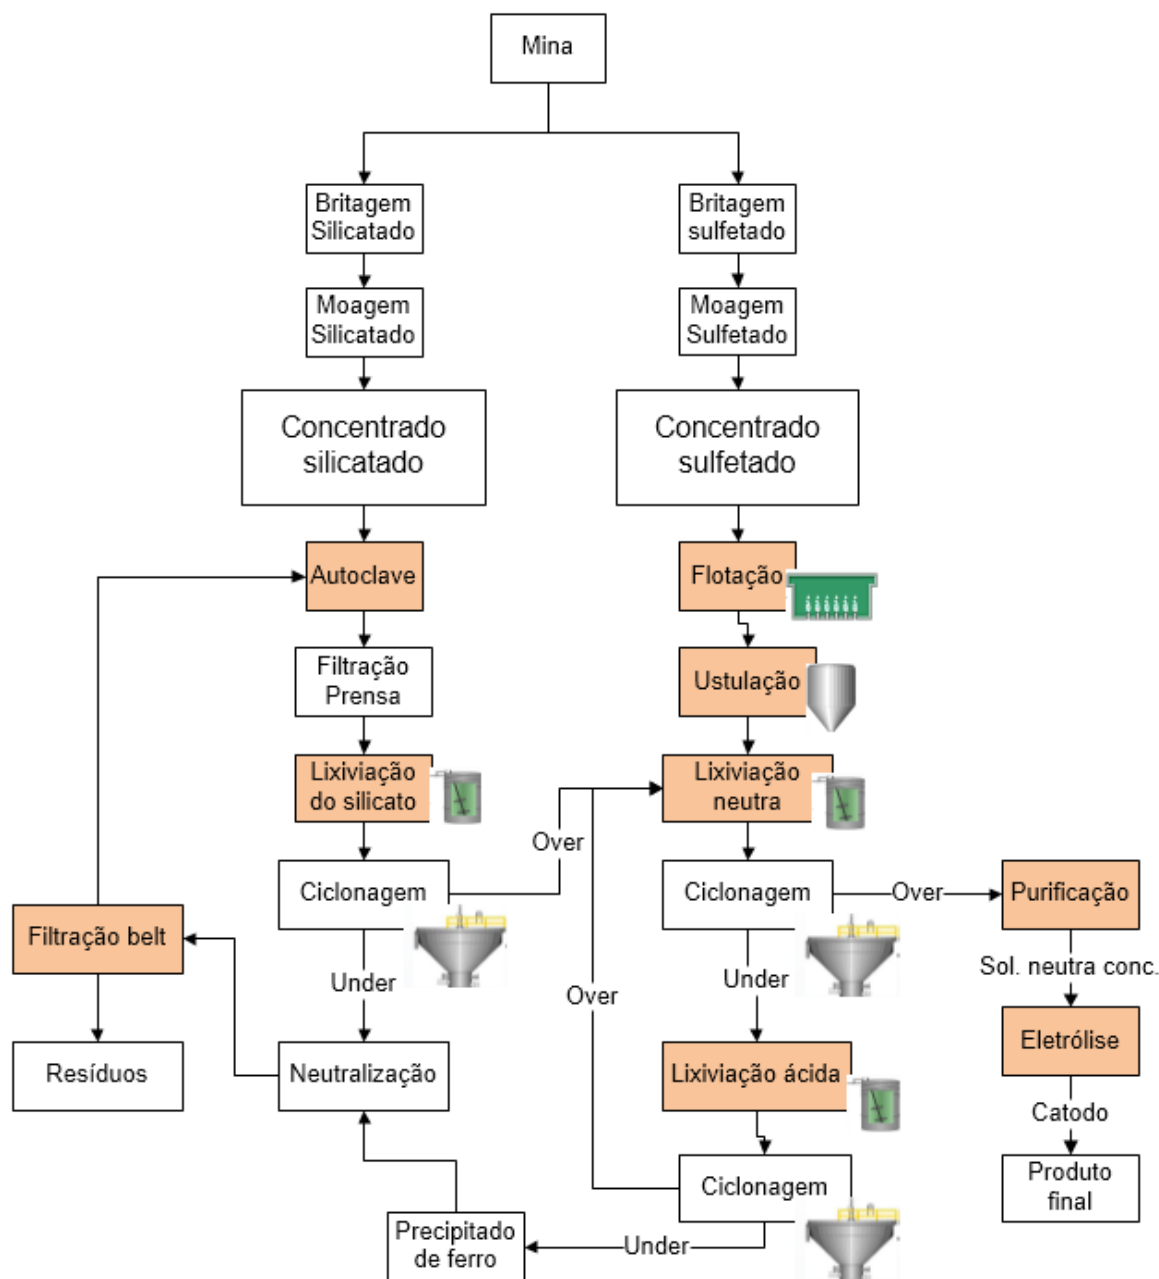 Mina
Britagem
Silicatado
Britagem
sulfetado
Moagem
Silicatado
Moagem
Sulfetado
Concentrado
silicatado
Concentrado
sulfetado
Autoclave
Flotação
Filtração
Prensa
Ustulação
Lixiviação
do silicato
Lixiviação
neutra
Over
Ciclonagem
Ciclonagem
Over
Purificação
Filtração belt
Under
Over
Under
Sol. neutra conc.
Resíduos
Neutralização
Lixiviação ácida
Eletrólise
Catodo
Ciclonagem
Produto
final
Precipitado
de ferro
Under